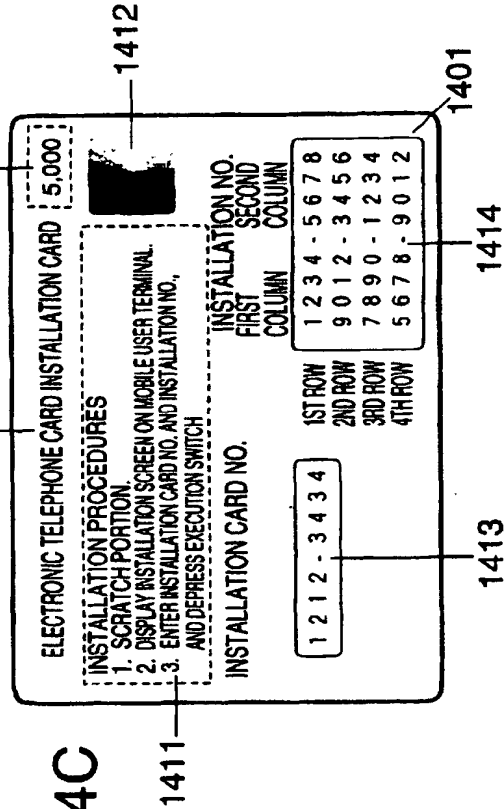 4C
ELECTRONIC TELEPHONE CARD INSTALLATION CARD
5,000
1412
INSTALLATION PROCEDURES
1. SCRATCH PORTION.
2. DISPLAY INSTALLATION SCREEN ON MOBILE USER TERMINAL.
3. ENTER INSTALLATION CARD NO. AND INSTALLATION NO.,
AND DEPRESS EXECUTION SWITCH
1411
INSTALLATION CARD NO.
1212-3434
1413
INSTALLATION NO.
FIRST COLUMN SECOND COLUMN
1ST ROW 1234-5678
2ND ROW 9012-3456
3RD ROW 7890-1234
4TH ROW 5678-9012
1414
1401